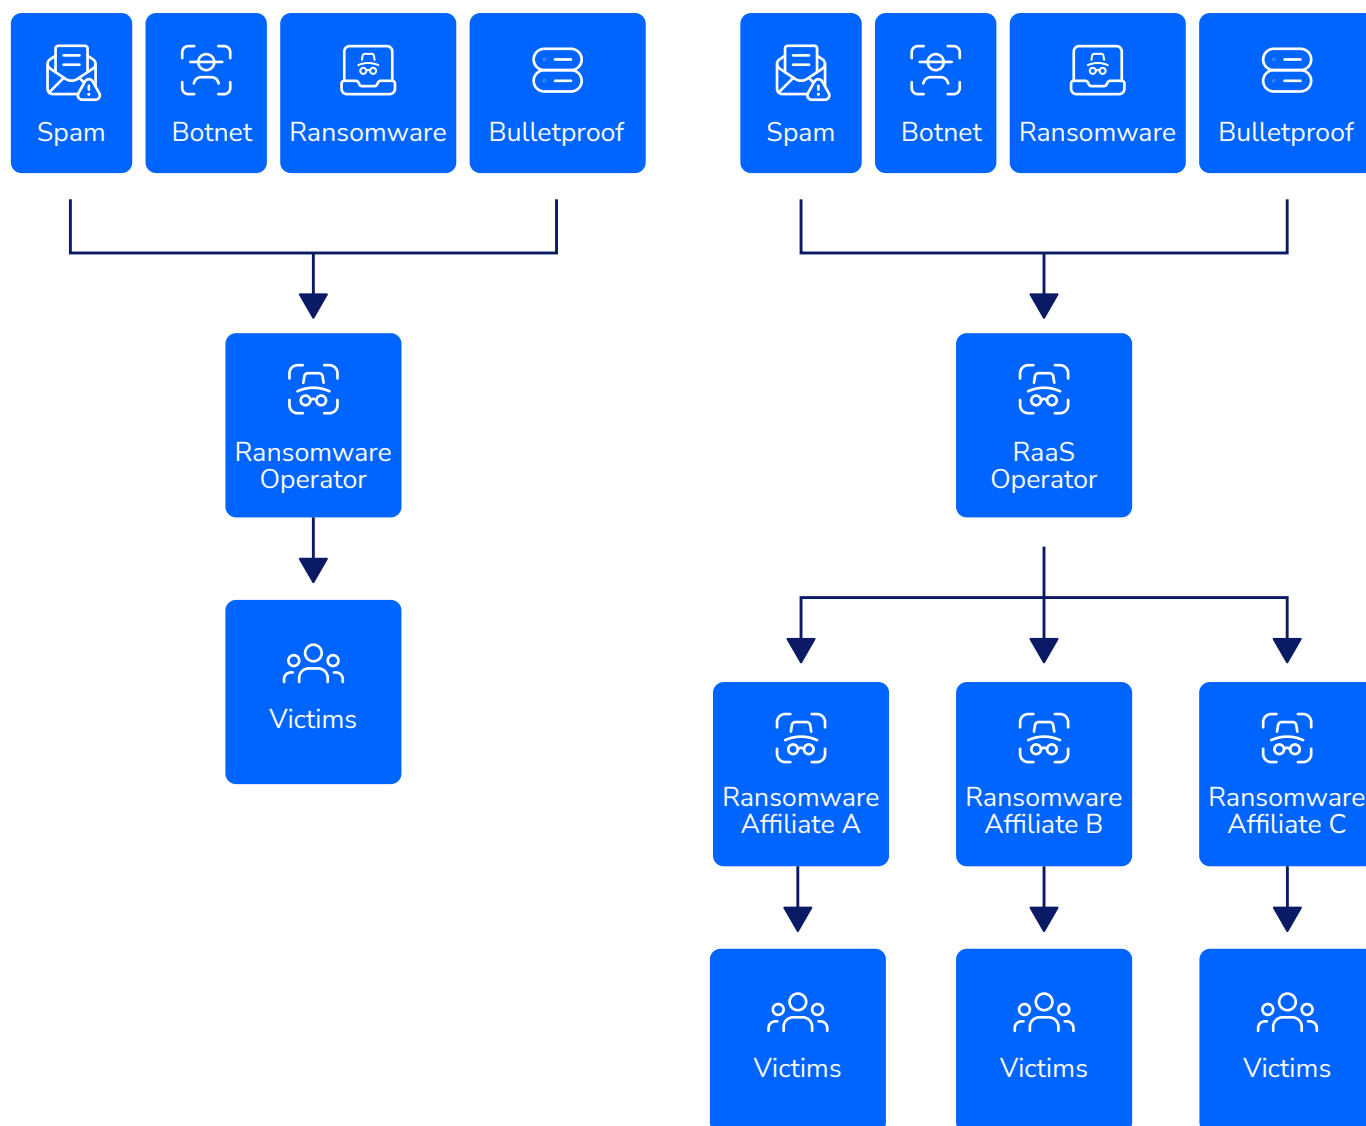 Spam
Botnet
Ransomware
Bulletproof
Spam
Botnet
Ransomware
Bulletproof
Ransomware
Operator
RaaS
Operator
Victims
Ransomware
Affiliate A
Ransomware
Affiliate B
Ransomware
Affiliate C
Victims
Victims
Victims